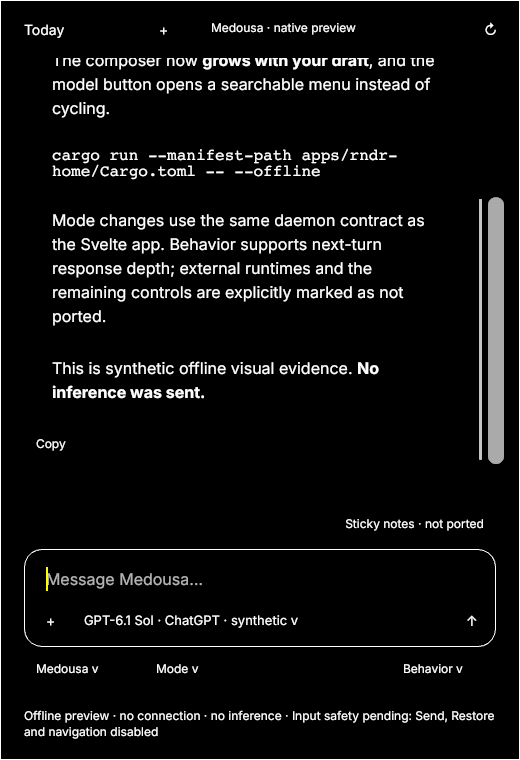 Today + Medousa · native preview ↻
The composer now grows with your draft, and the
model button opens a searchable menu instead of
cycling.
cargo run --manifest-path apps/rndr-
home/Cargo.toml -- --offline
Mode changes use the same daemon contract as
the Svelte app. Behavior supports next-turn
response depth; external runtimes and the
remaining controls are explicitly marked as not
ported.
This is synthetic offline visual evidence. No
inference was sent.
Copy
Sticky notes · not ported
Message Medousa...
+ GPT-6.1 Sol · ChatGPT · synthetic v ↑
Medousa v Mode v Behavior v
Offline preview · no connection · no inference · Input safety pending: Send, Restore
and navigation disabled